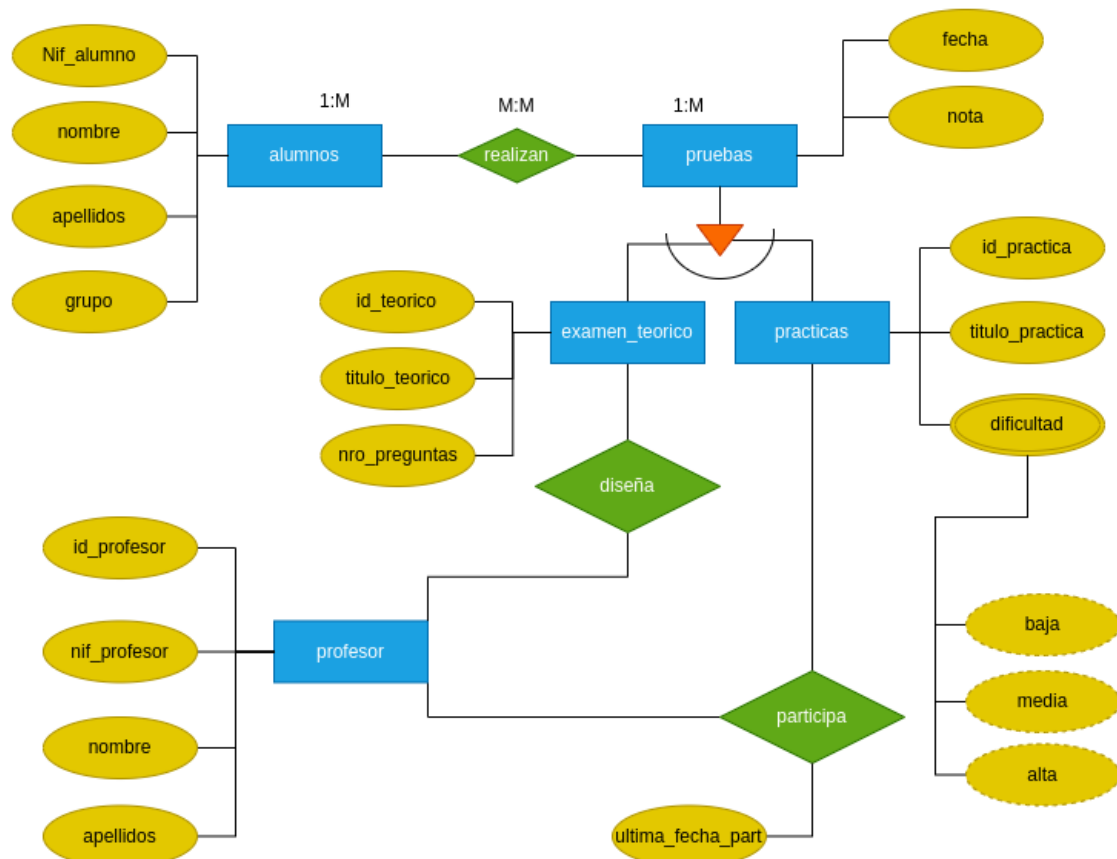 Nif_alumno
nombre
apellidos
grupo
1:M
alumnos
M:M
realizan
1:M
pruebas
fecha
nota
id_teorico
titulo_teorico
nro_preguntas
examen_teorico
practicas
id_practica
titulo_practica
dificultad
diseña
id_profesor
nif_profesor
nombre
apellidos
profesor
participa
ultima_fecha_part
baja
media
alta